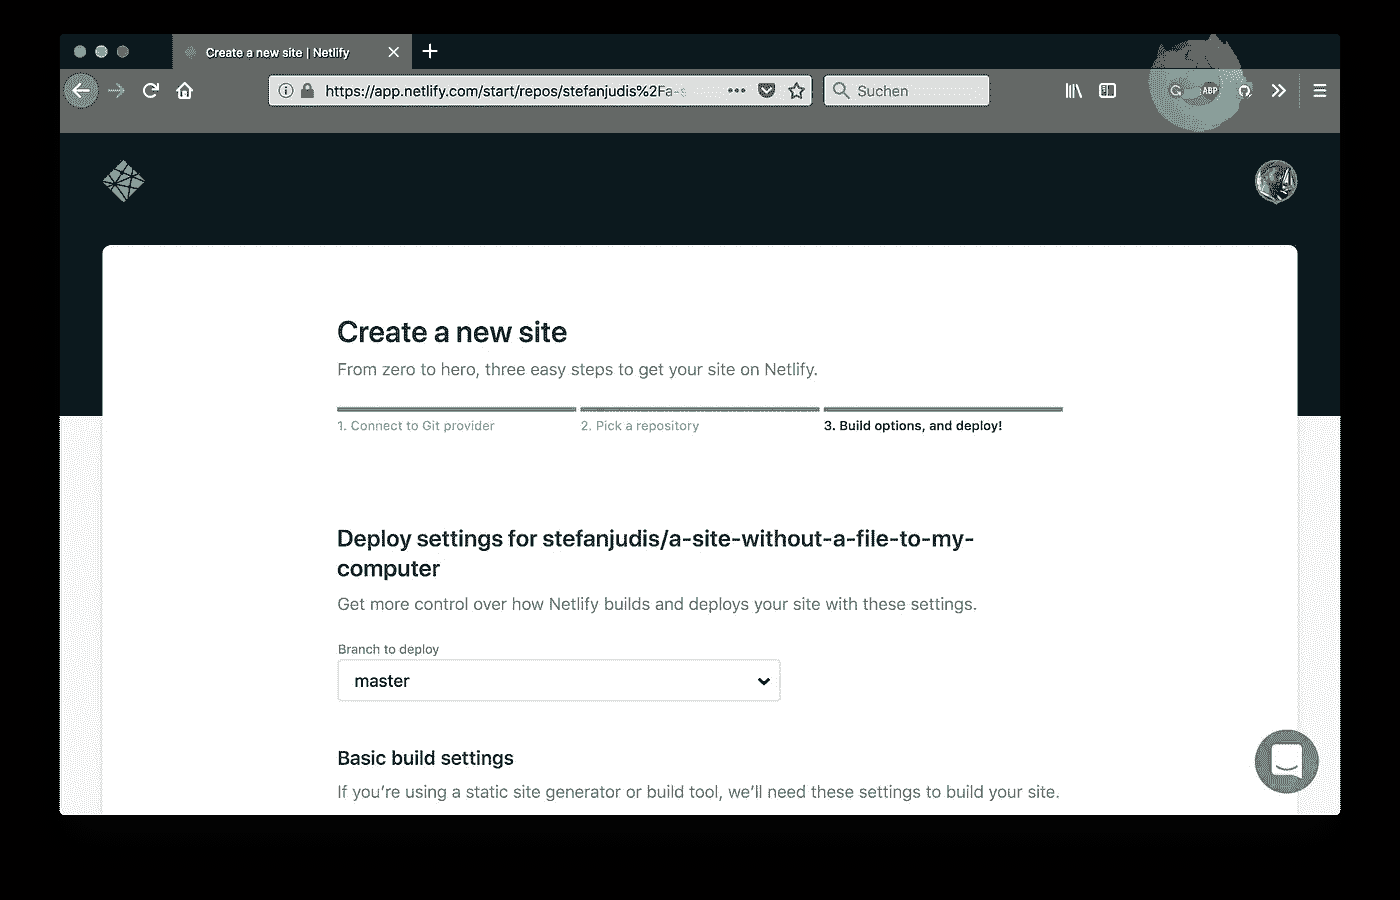 Create a new site | Netlify
https://app.netlify.com/start/repos/stefanjudis%2Fa-s
Suchen
ABP
Create a new site
From zero to hero, three easy steps to get your site on Netlify.
1. Connect to Git provider
2. Pick a repository
3. Build options, and deploy!
Deploy settings for stefanjudis/a-site-without-a-file-to-my-
computer
Get more control over how Netlify builds and deploys your site with these settings.
Branch to deploy
master
Basic build settings
If you’re using a static site generator or build tool, we’ll need these settings to build your site.